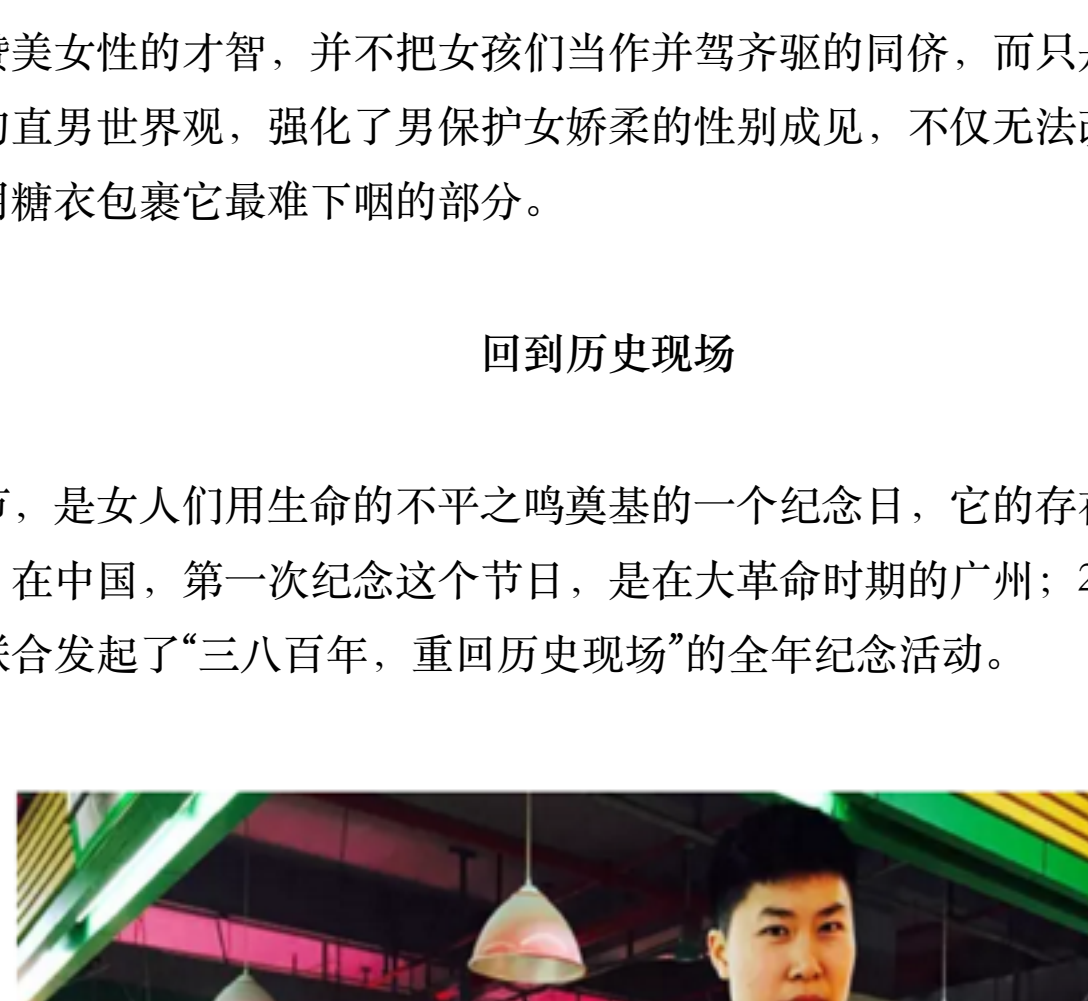 美女性的才智，并不把女孩们当作并驾齐驱的同侪，而只
直男世界观，强化了男保护女娇柔的性别成见，不仅无法
糖衣包裹它最难下咽的部分。
回到历史现场
，是女人们用生命的不平之鸣奠基的一个纪念日，它的存
在中国，第一次纪念这个节日，是在大革命时期的广州；2
合发起了“三八百年，重回历史现场”的全年纪念活动。